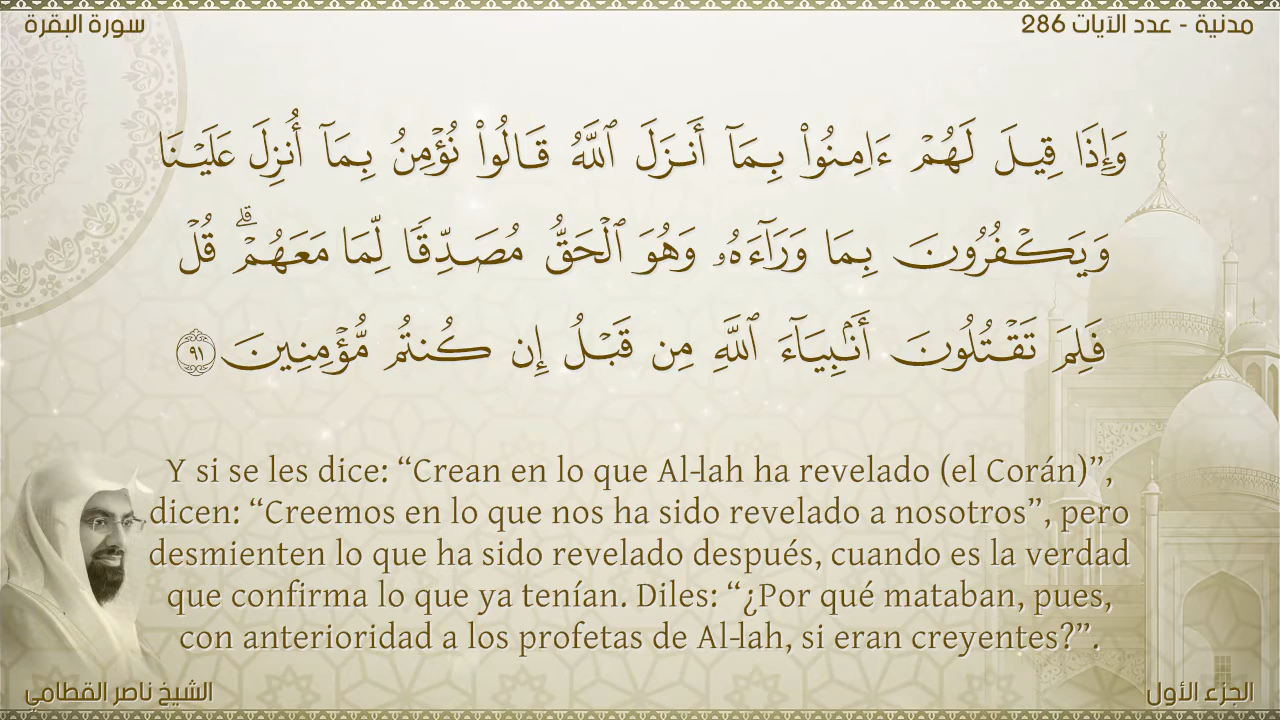 سورة البقرة
مدنية - عدد الآيات 286
وَإِذَا قِيلَ لَهُمْ ءَامِنُوا۟ بِمَآ أَنزَلَ ٱللَّهُ قَالُوا۟ نُؤْمِنُ بِمَآ أُنزِلَ عَلَيْنَا
وَيَكْفُرُونَ بِمَا وَرَآءَهُۥ وَهُوَ ٱلْحَقُّ مُصَدِّقًا لِّمَا مَعَهُمْ ۗ قُلْ
فَلِمَ تَقْتُلُونَ أَنۢبِيَآءَ ٱللَّهِ مِن قَبْلُ إِن كُنتُم مُّؤْمِنِينَ ٩١
Y si se les dice: “Crean en lo que Al-lah ha revelado (el Corán)”,
dicen: “Creemos en lo que nos ha sido revelado a nosotros”, pero
desmienten lo que ha sido revelado después, cuando es la verdad
que confirma lo que ya tenían. Diles: “¿Por qué mataban, pues,
con anterioridad a los profetas de Al-lah, si eran creyentes?”.
الشيخ ناصر القطامي
الجزء الأول